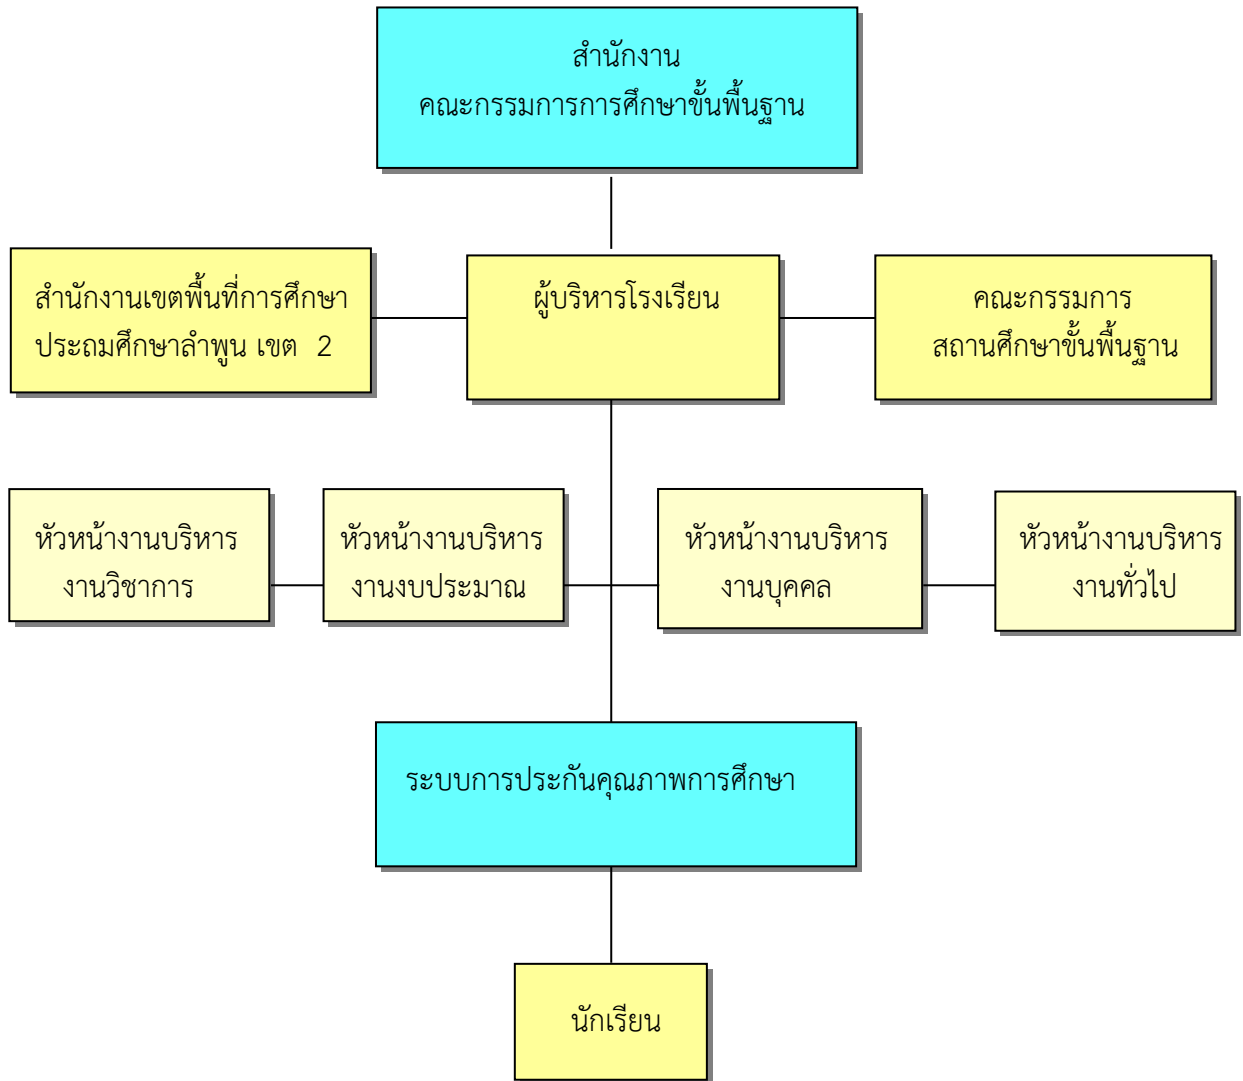 สำนักงาน
คณะกรรมการการศึกษาขั้นพื้นฐาน
สำนักงานเขตพื้นที่การศึกษา
ประถมศึกษาลำพูน เขต 2
ผู้บริหารโรงเรียน
คณะกรรมการ
สถานศึกษาขั้นพื้นฐาน
หัวหน้างานบริหาร
งานวิชาการ
หัวหน้างานบริหาร
งานงบประมาณ
หัวหน้างานบริหาร
งานบุคคล
หัวหน้างานบริหาร
งานทั่วไป
ระบบการประกันคุณภาพการศึกษา
นักเรียน